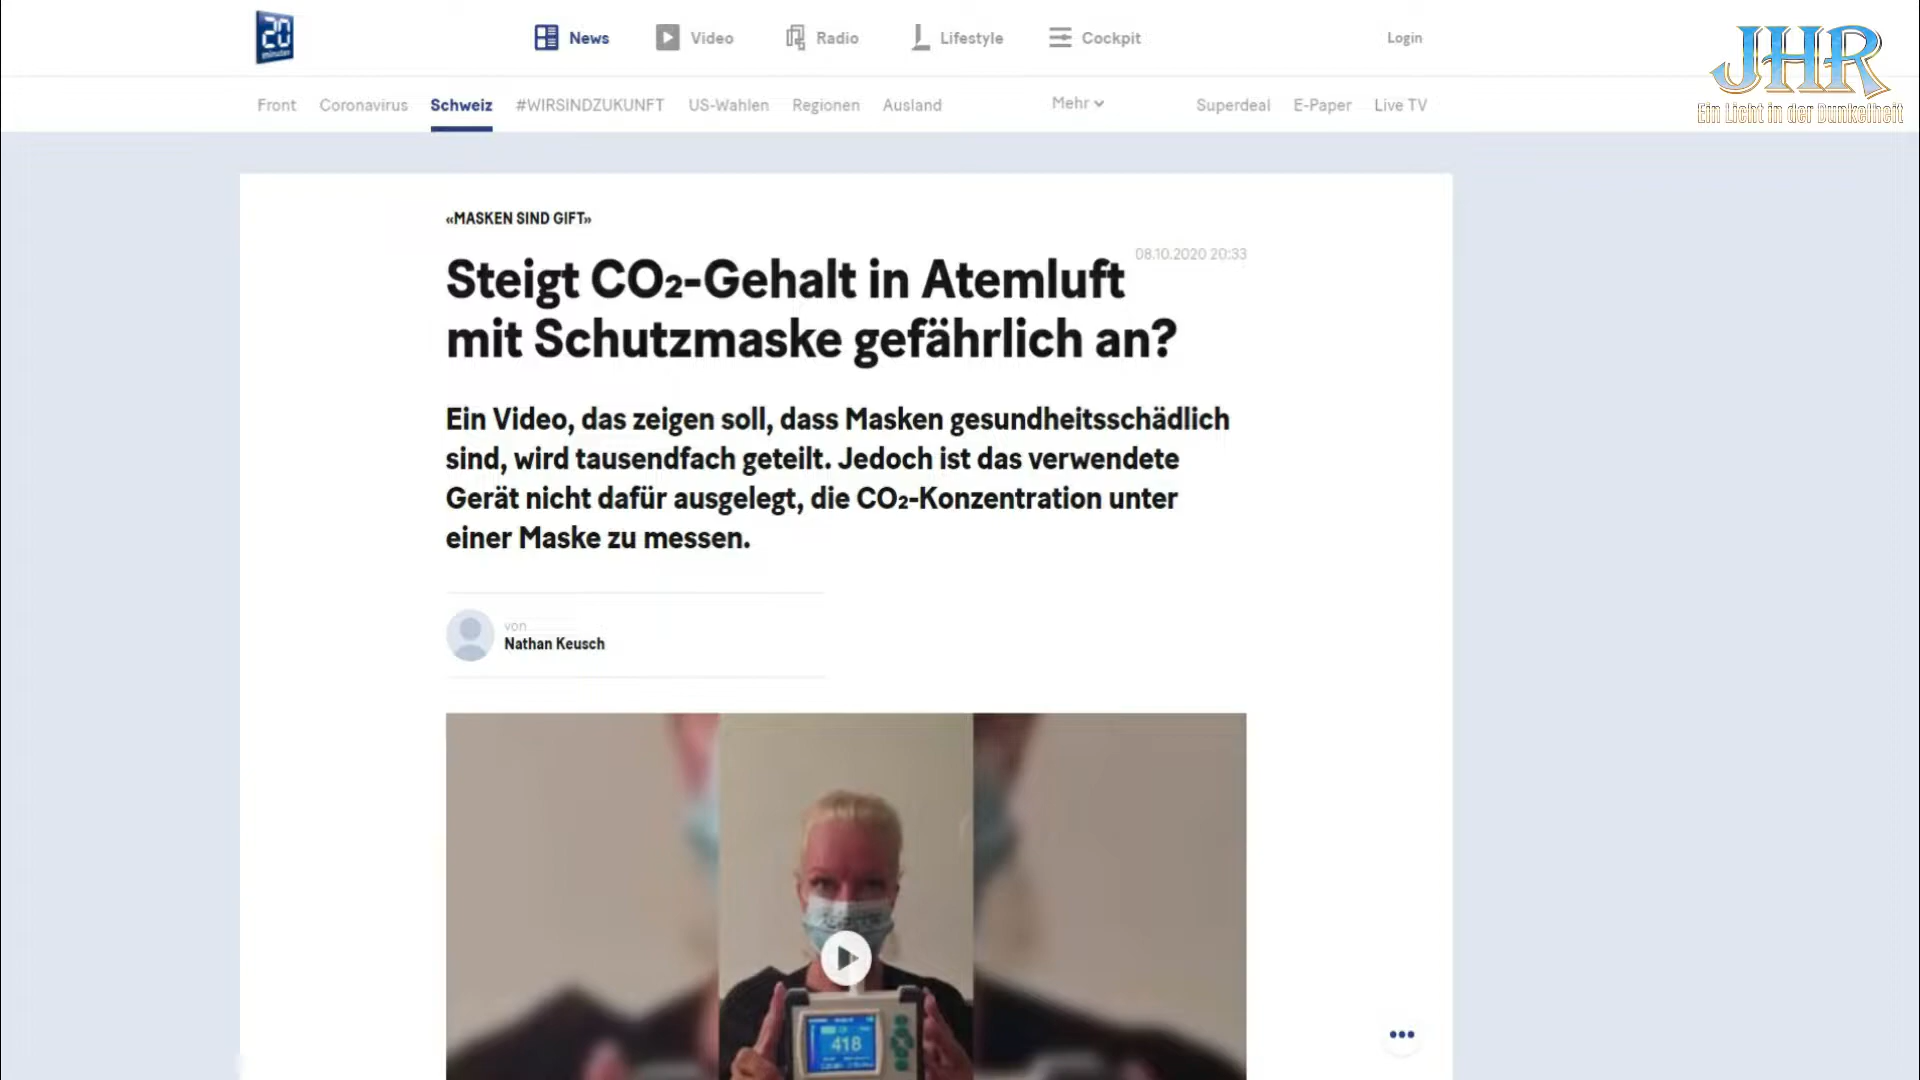 20
minuten
News
Video
Radio
Lifestyle
Cockpit
Login
JHR
Ein Licht in der Dunkelheit
Front
Coronavirus
Schweiz
#WIRSINDZUKUNFT
US-Wahlen
Regionen
Ausland
Mehr
Superdeal
E-Paper
Live TV
«MASKEN SIND GIFT»
08.10.2020 20:33
Steigt CO₂-Gehalt in Atemluft
mit Schutzmaske gefährlich an?
Ein Video, das zeigen soll, dass Masken gesundheitsschädlich
sind, wird tausendfach geteilt. Jedoch ist das verwendete
Gerät nicht dafür ausgelegt, die CO₂-Konzentration unter
einer Maske zu messen.
von
Nathan Keusch
418